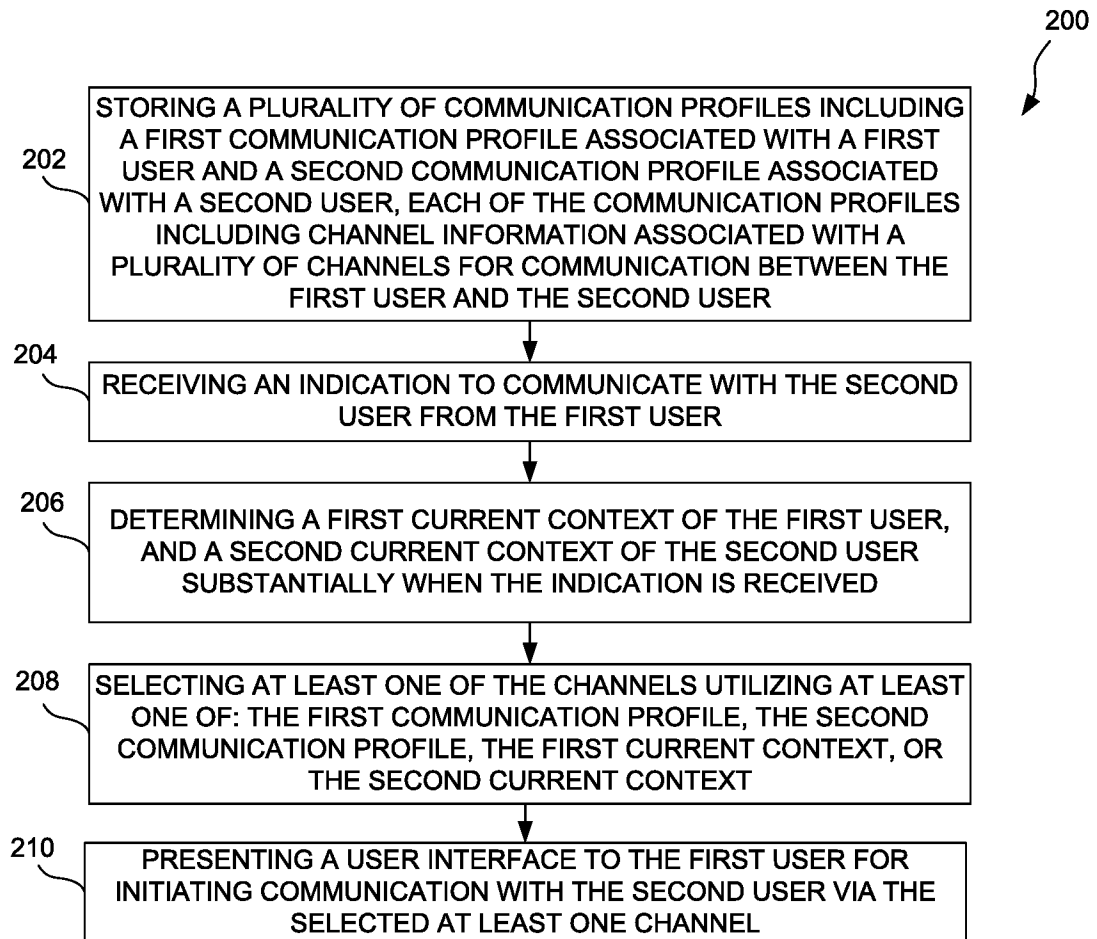 200
202
STORING A PLURALITY OF COMMUNICATION PROFILES INCLUDING
A FIRST COMMUNICATION PROFILE ASSOCIATED WITH A FIRST
USER AND A SECOND COMMUNICATION PROFILE ASSOCIATED
WITH A SECOND USER, EACH OF THE COMMUNICATION PROFILES
INCLUDING CHANNEL INFORMATION ASSOCIATED WITH A
PLURALITY OF CHANNELS FOR COMMUNICATION BETWEEN THE
FIRST USER AND THE SECOND USER
204
RECEIVING AN INDICATION TO COMMUNICATE WITH THE SECOND
USER FROM THE FIRST USER
206
DETERMINING A FIRST CURRENT CONTEXT OF THE FIRST USER,
AND A SECOND CURRENT CONTEXT OF THE SECOND USER
SUBSTANTIALLY WHEN THE INDICATION IS RECEIVED
208
SELECTING AT LEAST ONE OF THE CHANNELS UTILIZING AT LEAST
ONE OF: THE FIRST COMMUNICATION PROFILE, THE SECOND
COMMUNICATION PROFILE, THE FIRST CURRENT CONTEXT, OR
THE SECOND CURRENT CONTEXT
210
PRESENTING A USER INTERFACE TO THE FIRST USER FOR
INITIATING COMMUNICATION WITH THE SECOND USER VIA THE
SELECTED AT LEAST ONE CHANNEL